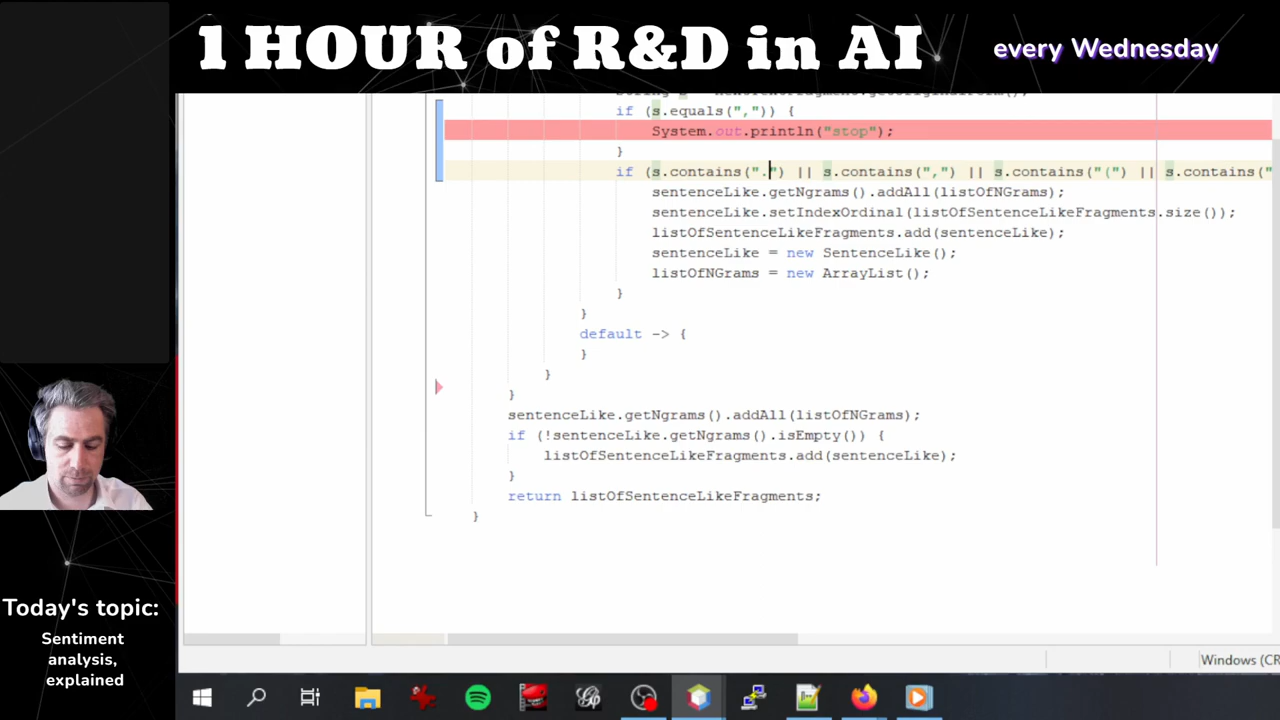 1 HOUR of R&D in AI
every Wednesday
if (s.equals(",")) {
System.out.println("stop");
}
if (s.contains(".") || s.contains(",") || s.contains("(") || s.contains("
sentenceLike.getNgrams().addAll(listOfNGrams);
sentenceLike.setIndexOrdinal(listOfSentenceLikeFragments.size());
listOfSentenceLikeFragments.add(sentenceLike);
sentenceLike = new SentenceLike();
listOfNGrams = new ArrayList();
}
}
default -> {
}
}
}
sentenceLike.getNgrams().addAll(listOfNGrams);
if (!sentenceLike.getNgrams().isEmpty()) {
listOfSentenceLikeFragments.add(sentenceLike);
}
return listOfSentenceLikeFragments;
}
Today's topic:
Sentiment
analysis,
explained
Windows (CR